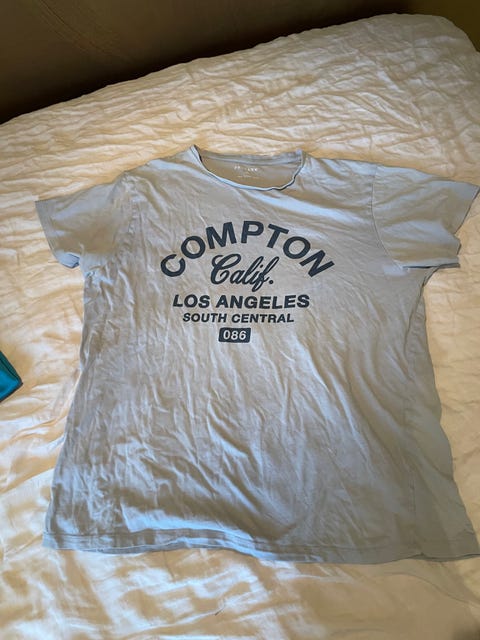 COMPTON
Calif.
LOS ANGELES
SOUTH CENTRAL
086